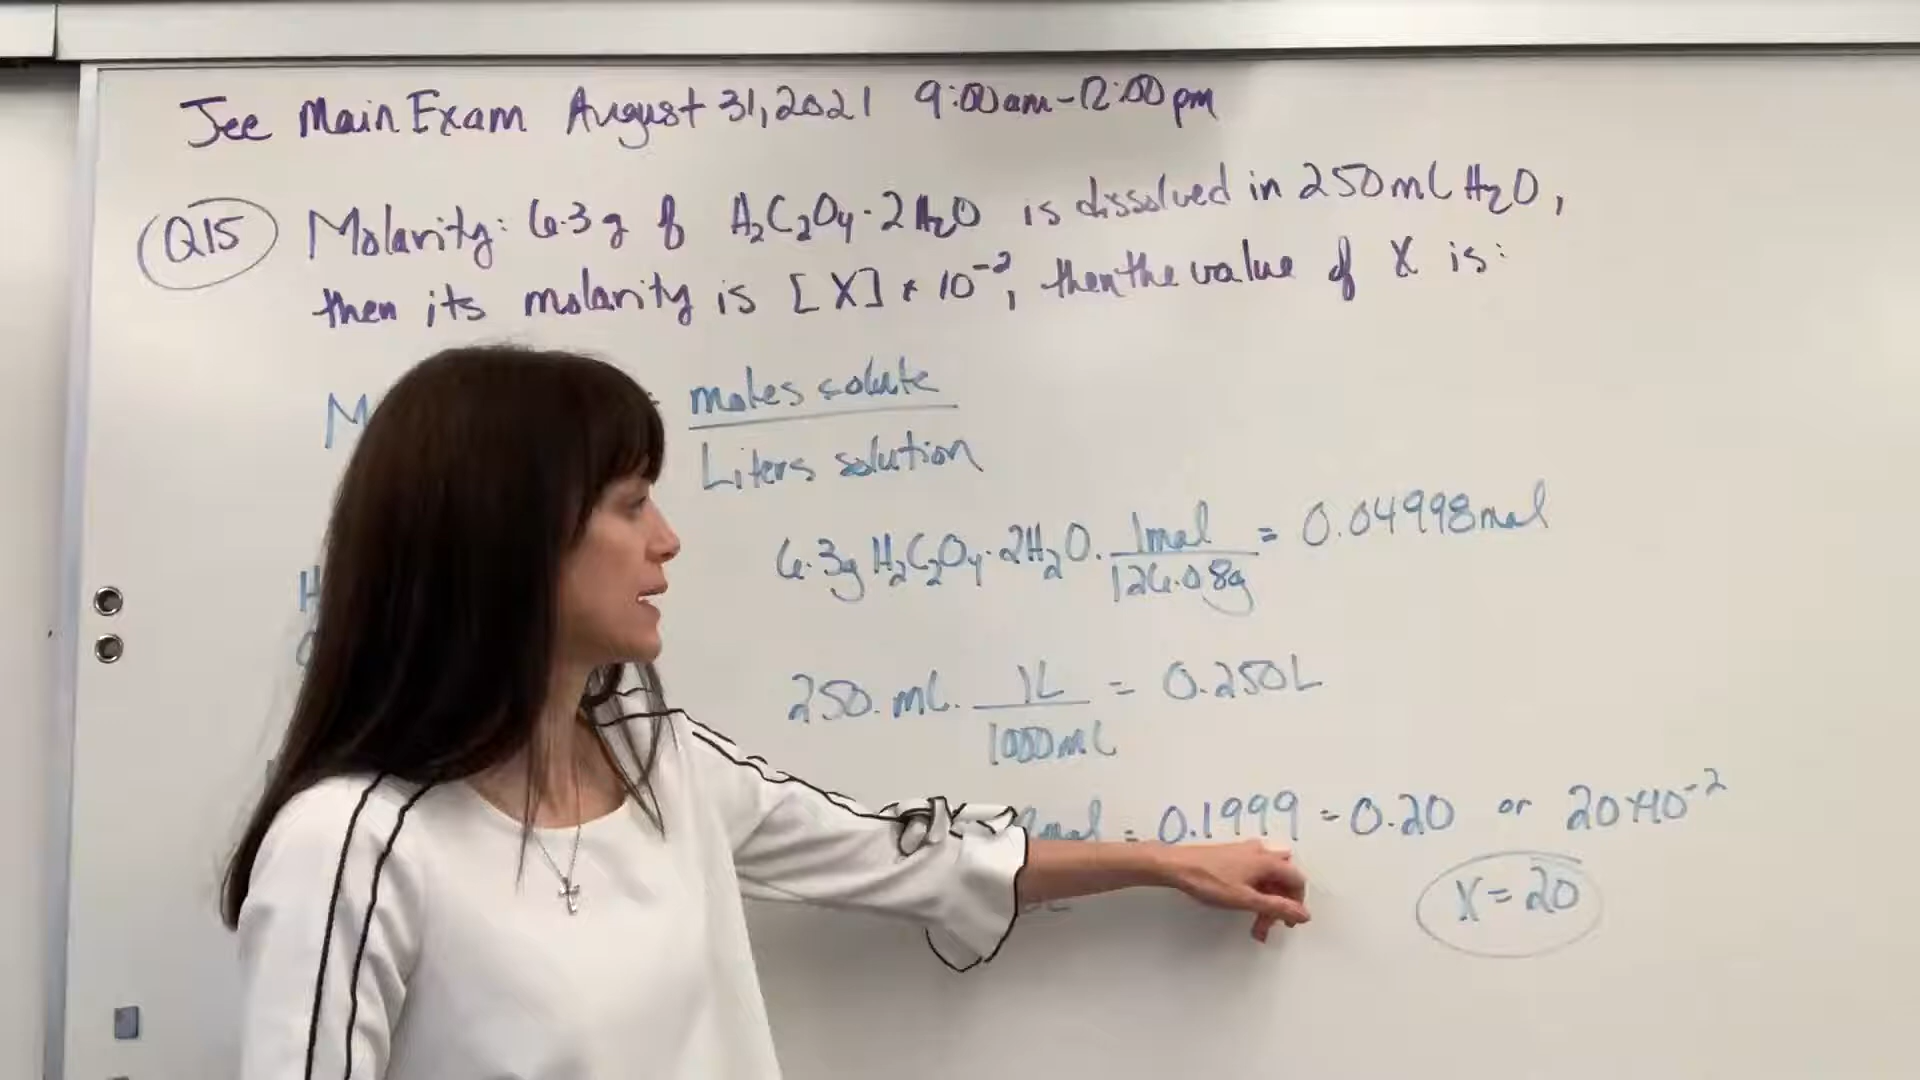 Jee Main Exam August 31, 2021 9:00am-12:00pm
Q15 Molarity: 6.3g of H₂C₂O₄·2H₂O is dissolved in 250mL H₂O,
then its molarity is [X] * 10⁻², then the value of X is:
M = moles solute / Liters solution
6.3g H₂C₂O₄·2H₂O · 1mol / 126.08g = 0.04998mol
250. mL · 1L / 1000mL = 0.250L
mol = 0.1999 = 0.20 or 20*10⁻²
X = 20